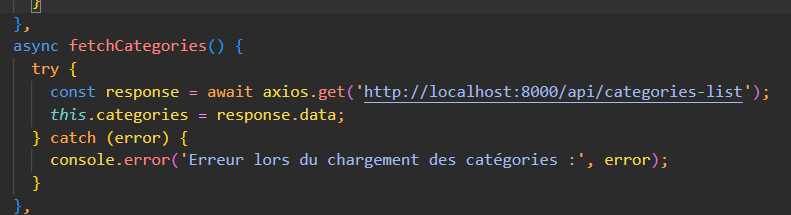 }
},
async fetchCategories() {
try {
const response = await axios.get('http://localhost:8000/api/categories-list');
this.categories = response.data;
} catch (error) {
console.error('Erreur lors du chargement des catégories :', error);
}
},